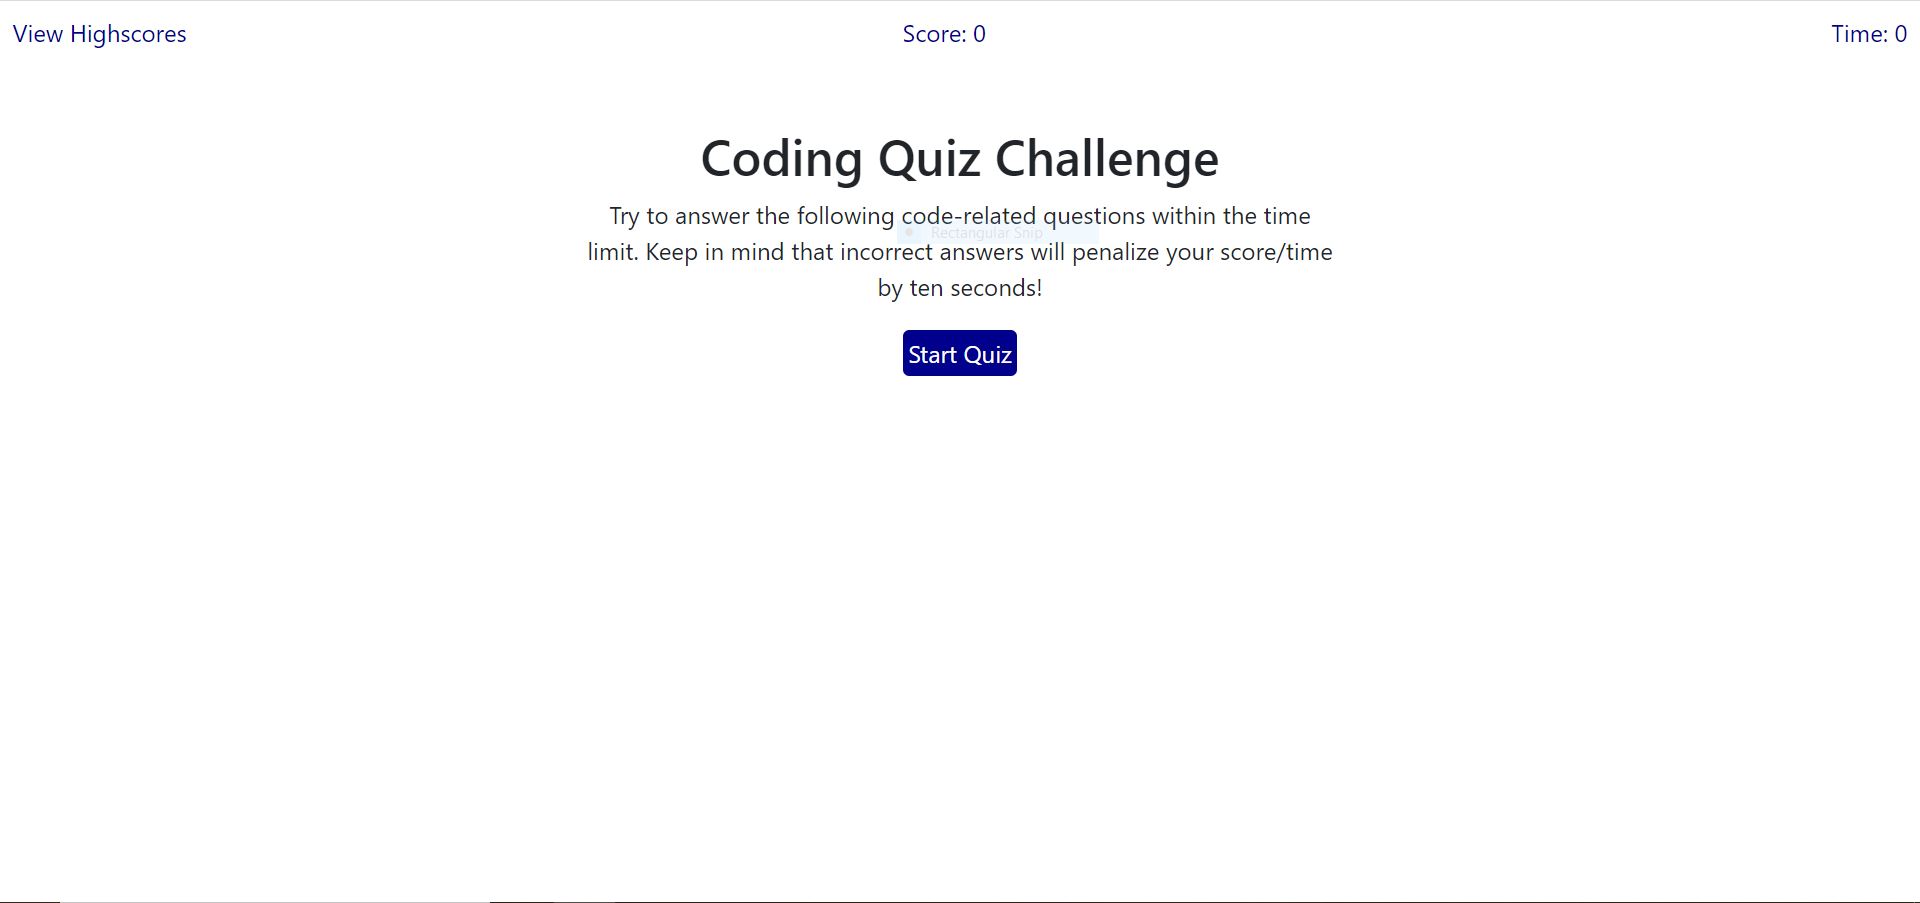 View Highscores
Score: 0
Time: 0
Coding Quiz Challenge
Try to answer the following code-related questions within the time
Rectangular Snip
limit. Keep in mind that incorrect answers will penalize your score/time
by ten seconds!
Start Quiz